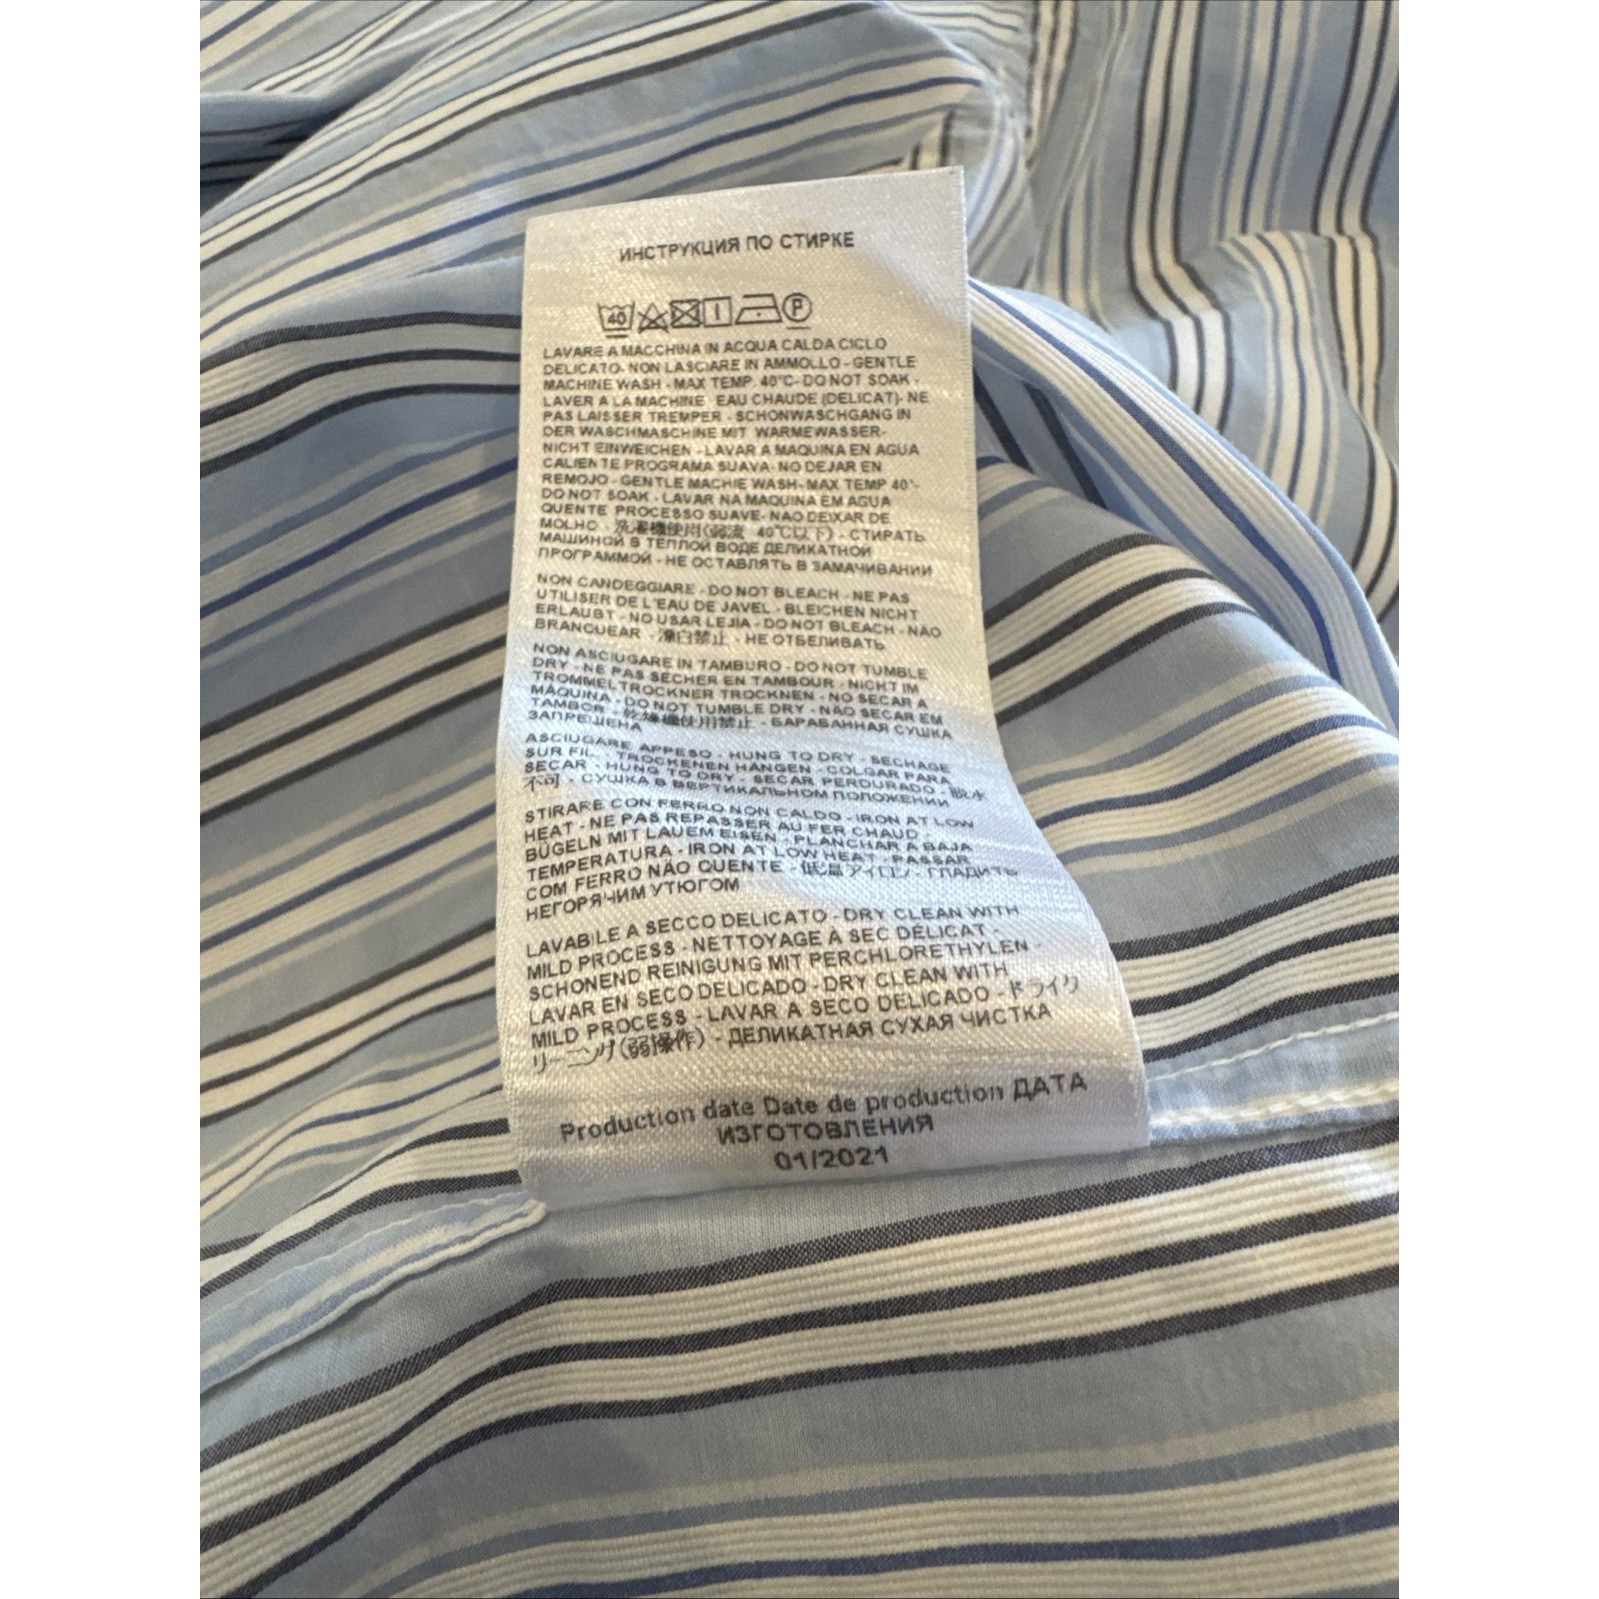 ИНСТРУКЦИЯ ПО СТИРКЕ
40 P
LAVARE A MACCHINA IN ACQUA CALDA CICLO
DELICATO- NON LASCIARE IN AMMOLLO - GENTLE
MACHINE WASH - MAX TEMP. 40°C- DO NOT SOAK -
LAVER A LA MACHINE EAU CHAUDE (DELICAT)- NE
PAS LAISSER TREMPER - SCHONWASCHGANG IN
DER WASCHMASCHINE MIT WARMEWASSER-
NICHT EINWEICHEN - LAVAR A MAQUINA EN AGUA
CALIENTE PROGRAMA SUAVA- NO DEJAR EN
REMOJO - GENTLE MACHIE WASH- MAX TEMP 40°-
DO NOT SOAK - LAVAR NA MAQUINA EM AGUA
QUENTE PROCESSO SUAVE- NAO DEIXAR DE
MOLHO - 洗濯機使用(弱流 40℃以下) - СТИРАТЬ
МАШИНОЙ В ТЕПЛОЙ ВОДЕ ДЕЛИКАТНОЙ
ПРОГРАММОЙ - НЕ ОСТАВЛЯТЬ В ЗАМАЧИВАНИИ
NON CANDEGGIARE - DO NOT BLEACH - NE PAS
UTILISER DE L'EAU DE JAVEL - BLEICHEN NICHT
ERLAUBT - NO USAR LEJIA - DO NOT BLEACH - NÃO
BRANQUEAR - 漂白禁止 - НЕ ОТБЕЛИВАТЬ
NON ASCIUGARE IN TAMBURO - DO NOT TUMBLE
DRY - NE PAS SÉCHER EN TAMBOUR - NICHT IM
TROMMELTROCKNER TROCKNEN - NO SECAR A
MÁQUINA - DO NOT TUMBLE DRY - NÃO SECAR EM
TAMBOR - 乾燥機使用禁止 - БАРАБАННАЯ СУШКА
ЗАПРЕЩЕНА
ASCIUGARE APPESO - HUNG TO DRY - SECHAGE
SUR FIL - TROCHENEN HÄNGEN - COLGAR PARA
SECAR - HUNG TO DRY - SECAR PERDURADO - 脱水
不可 - СУШКА В ВЕРТИКАЛЬНОМ ПОЛОЖЕНИИ
STIRARE CON FERRO NON CALDO - IRON AT LOW
HEAT - NE PAS REPASSER AU FER CHAUD -
BÜGELN MIT LAUEM EISEN - PLANCHAR A BAJA
TEMPERATURA - IRON AT LOW HEAT - PASSAR
COM FERRO NÃO QUENTE - 低温アイロン - ГЛАДИТЬ
НЕГОРЯЧИМ УТЮГОМ
LAVABILE A SECCO DELICATO - DRY CLEAN WITH
MILD PROCESS - NETTOYAGE À SEC DÉLICAT -
SCHONEND REINIGUNG MIT PERCHLORETHYLEN -
LAVAR EN SECO DELICADO - DRY CLEAN WITH
MILD PROCESS - LAVAR A SECO DELICADO - ドライク
リーニング(弱操作) - ДЕЛИКАТНАЯ СУХАЯ ЧИСТКА
Production date Date de production ДАТА
ИЗГОТОВЛЕНИЯ
01/2021